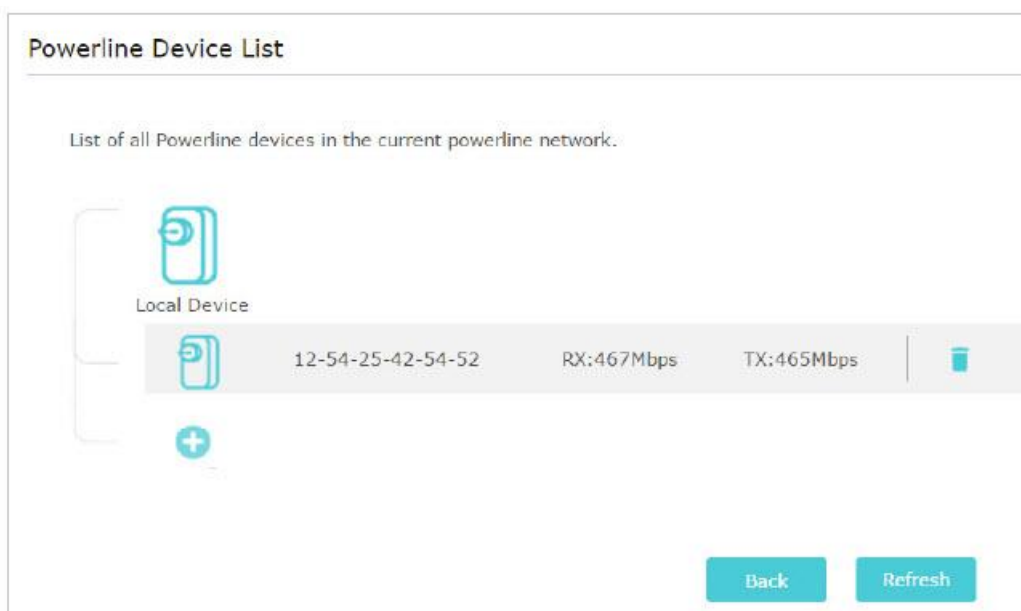 Powerline Device List
List of all Powerline devices in the current powerline network.
Local Device
12-54-25-42-54-52 RX:467Mbps TX:465Mbps
Back Refresh